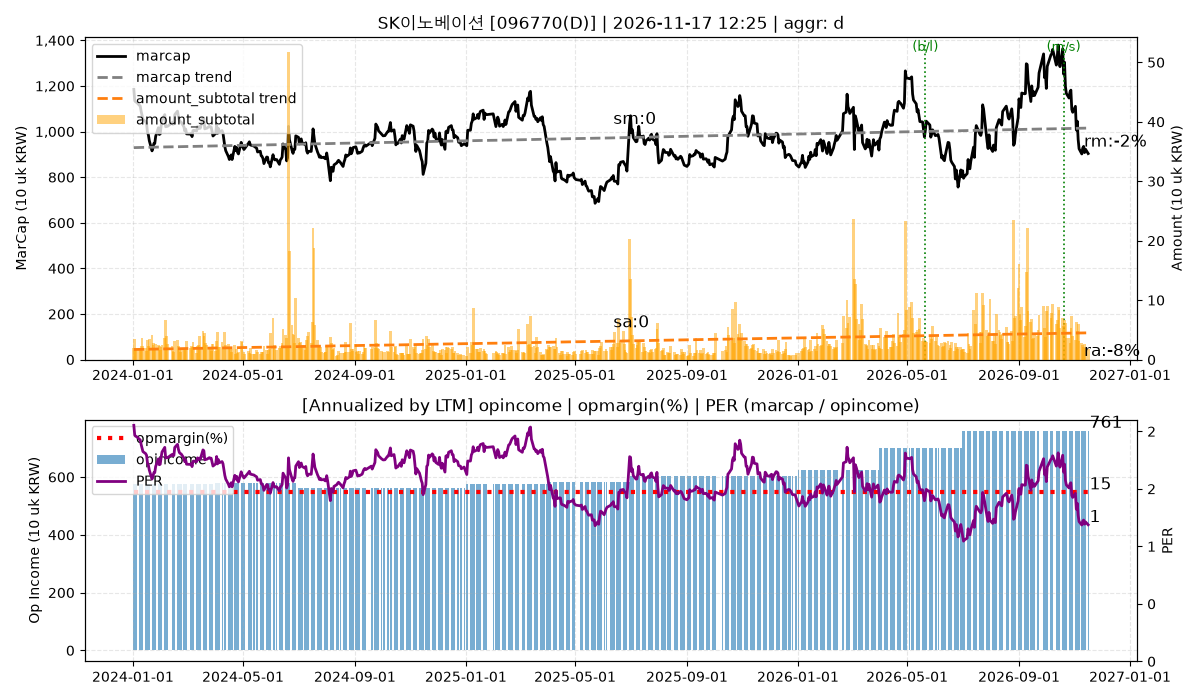 SK이노베이션 [096770(D)] | 2026-11-17 12:25 | aggr: d
MarCap (10 uk KRW)
1,400
1,200
1,000
800
600
400
200
0
marcap
marcap trend
amount_subtotal trend
amount_subtotal
(b/l)
(m/s)
sm:0
rm:-2%
sa:0
ra:-8%
50
40
30
20
10
0
Amount (10 uk KRW)
2024-01-01 2024-05-01 2024-09-01 2025-01-01 2025-05-01 2025-09-01 2026-01-01 2026-05-01 2026-09-01 2027-01-01
[Annualized by LTM] opincome | opmargin(%) | PER (marcap / opincome)
Op Income (10 uk KRW)
600
400
200
0
opmargin(%)
opincome
PER
761
15
1
2
2
1
0
0
PER
2024-01-01 2024-05-01 2024-09-01 2025-01-01 2025-05-01 2025-09-01 2026-01-01 2026-05-01 2026-09-01 2027-01-01